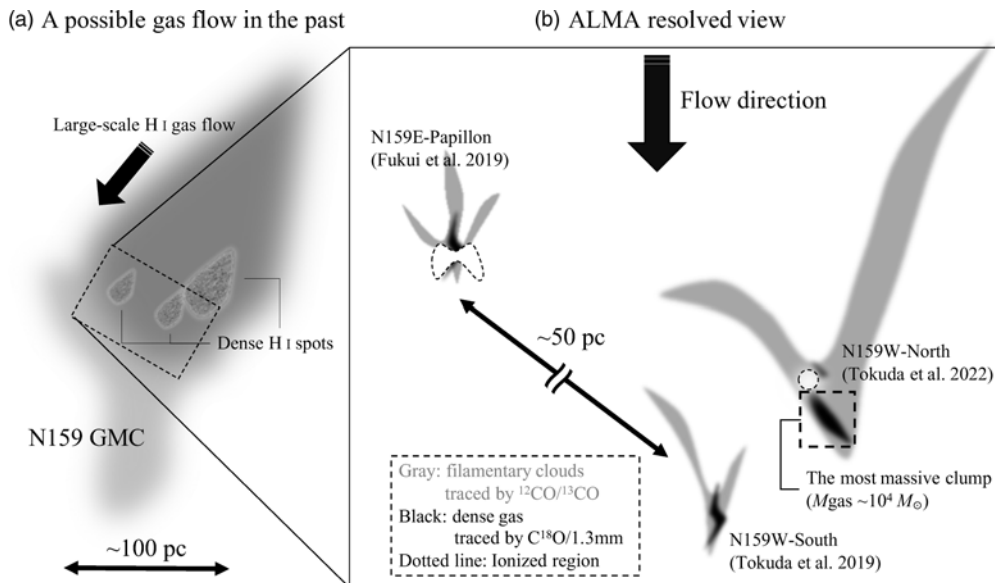 (a) A possible gas flow in the past
Large-scale H I gas flow
Dense H I spots
N159 GMC
~100 pc
(b) ALMA resolved view
Flow direction
N159E-Papillon
(Fukui et al. 2019)
~50 pc
N159W-North
(Tokuda et al. 2022)
The most massive clump
(Mgas ~10⁴ M☉)
N159W-South
(Tokuda et al. 2019)
Gray: filamentary clouds
traced by ¹²CO/¹³CO
Black: dense gas
traced by C¹⁸O/1.3mm
Dotted line: Ionized region